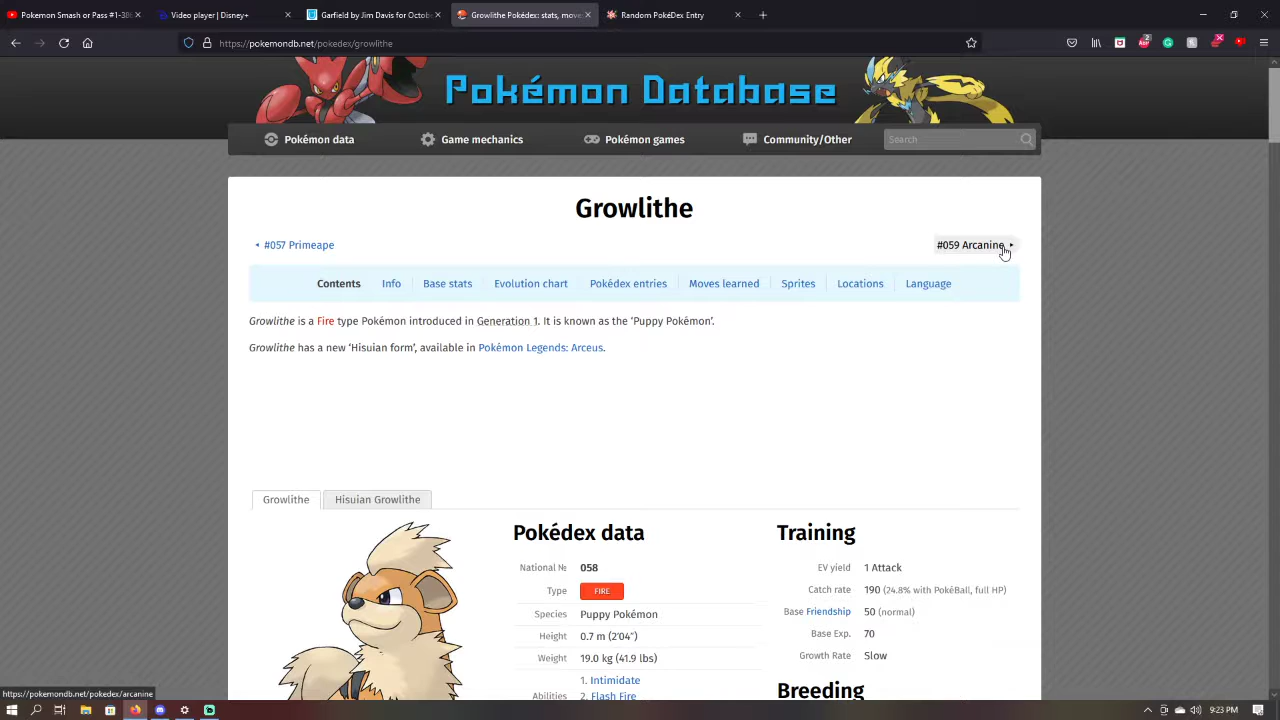 Pokémon Smash or Pass #1-386
Video player | Disney+
Garfield by Jim Davis for Octob
Growlithe Pokédex: stats, move
Random PokéDex Entry
https://pokemondb.net/pokedex/growlithe
Pokémon Database
Pokémon data
Game mechanics
Pokémon games
Community/Other
Search
Growlithe
#057 Primeape
#059 Arcanine
Contents Info Base stats Evolution chart Pokédex entries Moves learned Sprites Locations Language
Growlithe is a Fire type Pokémon introduced in Generation 1. It is known as the ‘Puppy Pokémon’.
Growlithe has a new ‘Hisuian form’, available in Pokémon Legends: Arceus.
Growlithe
Hisuian Growlithe
Pokédex data
National № 058
Type FIRE
Species Puppy Pokémon
Height 0.7 m (2′04″)
Weight 19.0 kg (41.9 lbs)
Abilities 1. Intimidate
2. Flash Fire
Training
EV yield 1 Attack
Catch rate 190 (24.8% with PokéBall, full HP)
Base Friendship 50 (normal)
Base Exp. 70
Growth Rate Slow
Breeding
https://pokemondb.net/pokedex/arcanine
9:23 PM